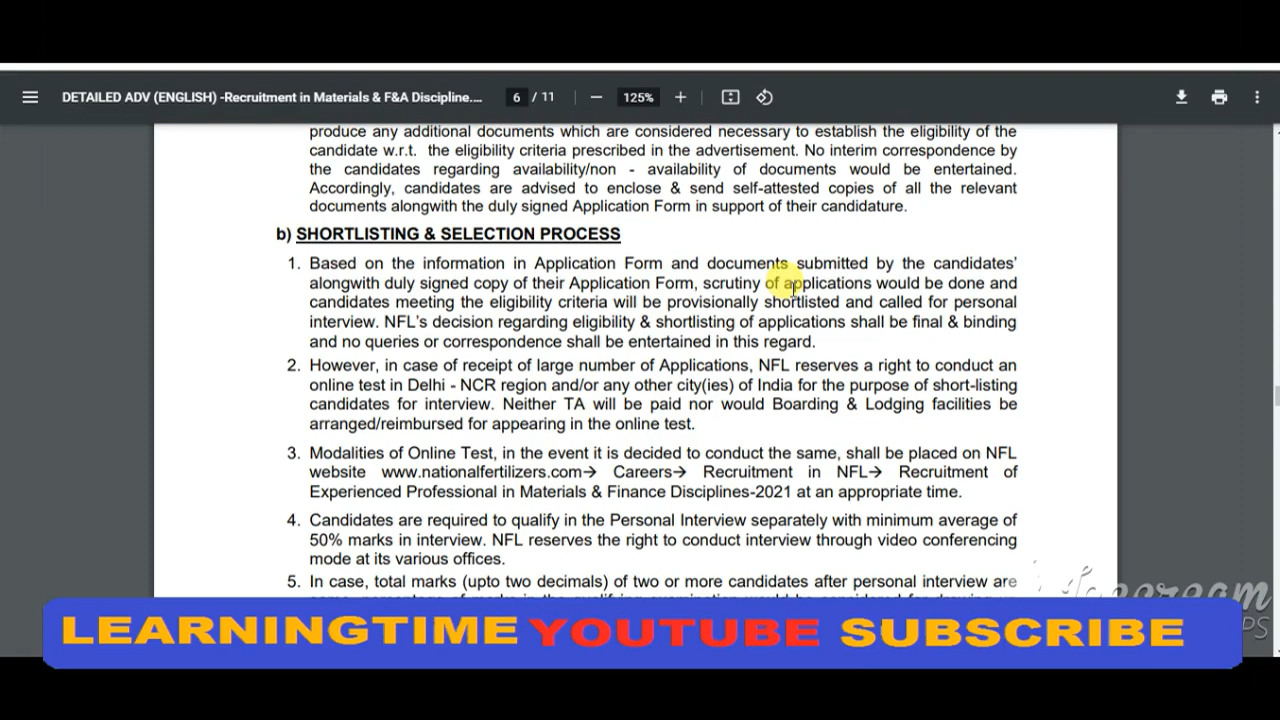 DETAILED ADV (ENGLISH) -Recruitment in Materials & F&A Discipline....
6 / 11
125%
produce any additional documents which are considered necessary to establish the eligibility of the
candidate w.r.t. the eligibility criteria prescribed in the advertisement. No interim correspondence by
the candidates regarding availability/non - availability of documents would be entertained.
Accordingly, candidates are advised to enclose & send self-attested copies of all the relevant
documents alongwith the duly signed Application Form in support of their candidature.
b) SHORTLISTING & SELECTION PROCESS
1. Based on the information in Application Form and documents submitted by the candidates'
alongwith duly signed copy of their Application Form, scrutiny of applications would be done and
candidates meeting the eligibility criteria will be provisionally shortlisted and called for personal
interview. NFL's decision regarding eligibility & shortlisting of applications shall be final & binding
and no queries or correspondence shall be entertained in this regard.
2. However, in case of receipt of large number of Applications, NFL reserves a right to conduct an
online test in Delhi - NCR region and/or any other city(ies) of India for the purpose of short-listing
candidates for interview. Neither TA will be paid nor would Boarding & Lodging facilities be
arranged/reimbursed for appearing in the online test.
3. Modalities of Online Test, in the event it is decided to conduct the same, shall be placed on NFL
website www.nationalfertilizers.com→ Careers→ Recruitment in NFL→ Recruitment of
Experienced Professional in Materials & Finance Disciplines-2021 at an appropriate time.
4. Candidates are required to qualify in the Personal Interview separately with minimum average of
50% marks in interview. NFL reserves the right to conduct interview through video conferencing
mode at its various offices.
5. In case, total marks (upto two decimals) of two or more candidates after personal interview are
LEARNINGTIME YOUTUBE SUBSCRIBE